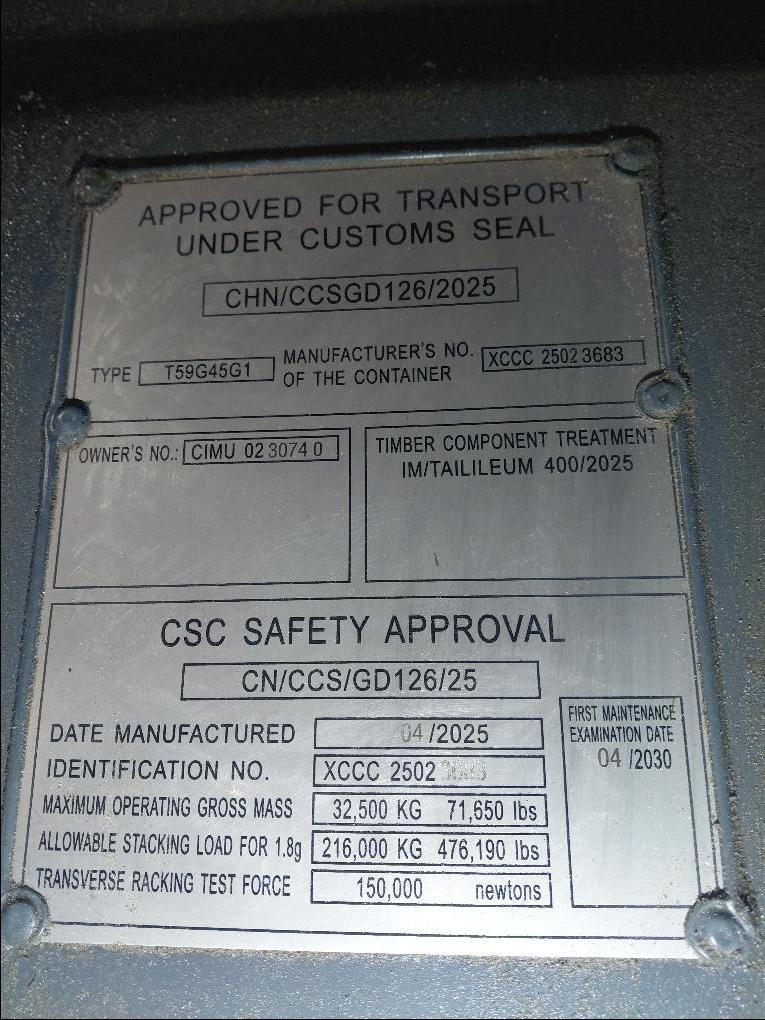 APPROVED FOR TRANSPORT
UNDER CUSTOMS SEAL
CHN/CCSGD126/2025
TYPE T59G45G1 MANUFACTURER'S NO. OF THE CONTAINER XCCC 2502 3683
OWNER'S NO.: CIMU 02 3074 0
TIMBER COMPONENT TREATMENT
IM/TAILILEUM 400/2025
CSC SAFETY APPROVAL
CN/CCS/GD126/25
DATE MANUFACTURED 04/2025
IDENTIFICATION NO. XCCC 2502 3683
MAXIMUM OPERATING GROSS MASS 32,500 KG 71,650 lbs
ALLOWABLE STACKING LOAD FOR 1.8g 216,000 KG 476,190 lbs
TRANSVERSE RACKING TEST FORCE 150,000 newtons
FIRST MAINTENANCE
EXAMINATION DATE
04 /2030